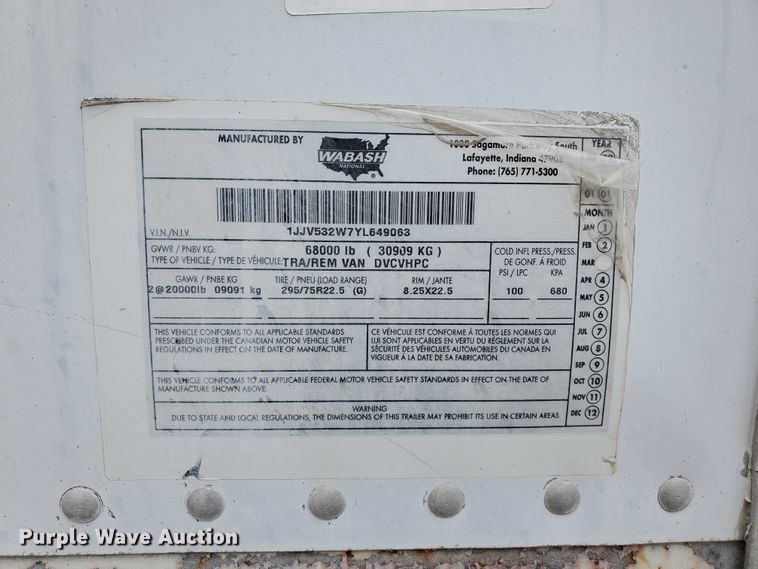 MANUFACTURED BY
WABASH
NATIONAL
1000 Sagamore Parkway South
Lafayette, Indiana 47905
Phone: (765) 771-5300
YEAR
01 01
MONTH
JAN 1
FEB 2
MAR
APR 4
MAY 5
JUN 6
JUL 7
AUG 8
SEP 9
OCT 10
NOV 11
DEC 12
V.I.N./N.I.V. 1JJV532W7YL649063
GVWR / PNBV KG: 68000 lb ( 30909 KG )
TYPE OF VEHICLE / TYPE DE VÉHICULE: TRA/REM VAN DVCVHPC
COLD INFL PRESS/PRESS.
DE GONF. À FROID
PSI / LPC KPA
GAWR / PNBE KG TIRE / PNEU (LOAD RANGE) RIM / JANTE
2@20000lb 09091 kg 295/75R22.5 (G) 8.25X22.5 100 680
THIS VEHICLE CONFORMS TO ALL APPLICABLE STANDARDS
PRESCRIBED UNDER THE CANADIAN MOTOR VEHICLE SAFETY
REGULATIONS IN EFFECT ON THE DATE OF MANUFACTURE.
CE VÉHICULE EST CONFORME À TOUTES LES NORMES QUI
LUI SONT APPLICABLES EN VERTU DU RÈGLEMENT SUR LA
SÉCURITÉ DES VÉHICULES AUTOMOBILES DU CANADA EN
VIGUEUR À LA DATE DE SA FABRICATION.
THIS VEHICLE CONFORMS TO ALL APPLICABLE FEDERAL MOTOR VEHICLE SAFETY STANDARDS IN EFFECT ON THE DATE OF
MANUFACTURE SHOWN ABOVE.
WARNING
DUE TO STATE AND LOCAL REGULATIONS, THE DIMENSIONS OF THIS TRAILER MAY PROHIBIT ITS USE IN CERTAIN AREAS.
Purple Wave Auction